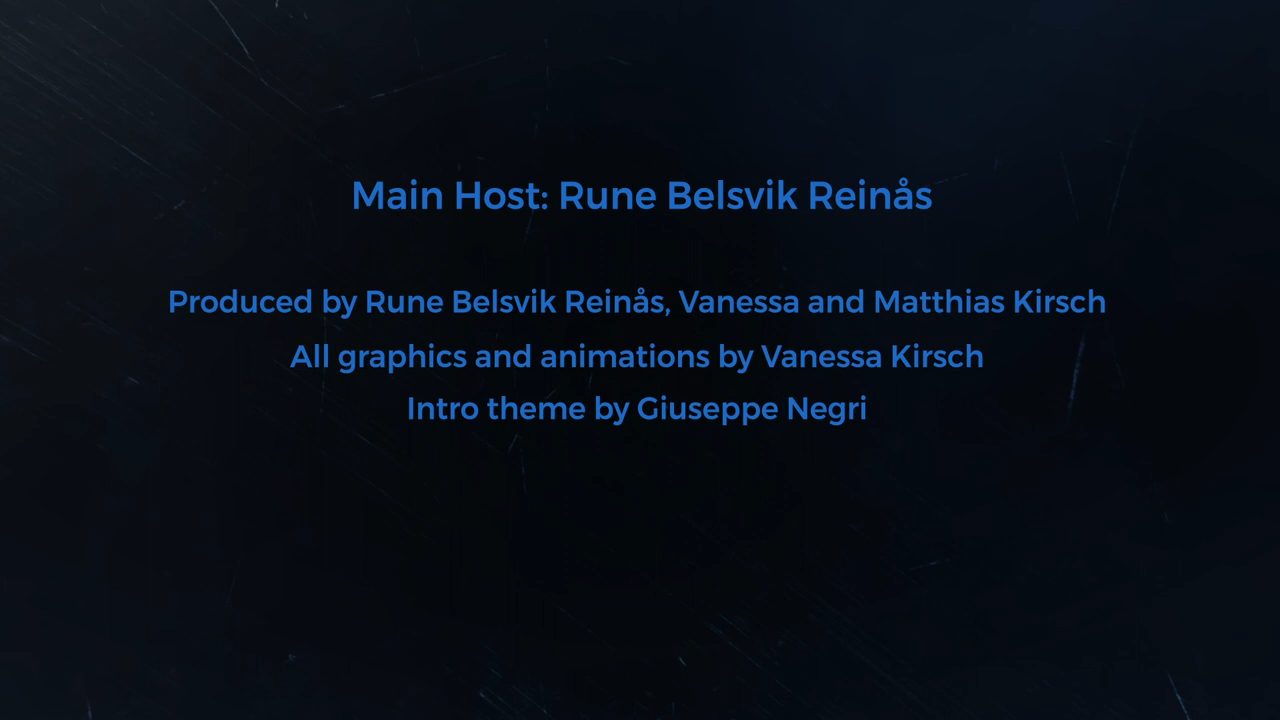 Main Host: Rune Belsvik Reinås
Produced by Rune Belsvik Reinås, Vanessa and Matthias Kirsch
All graphics and animations by Vanessa Kirsch
Intro theme by Giuseppe Negri